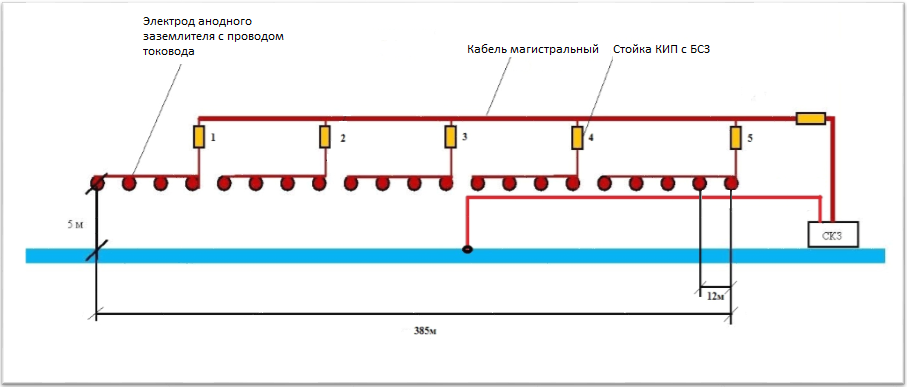 Электрод анодного
заземлителя с проводом
токовода
Кабель магистральный
Стойка КИП с БСЗ
1
2
3
4
5
5 м
СКЗ
12м
385м